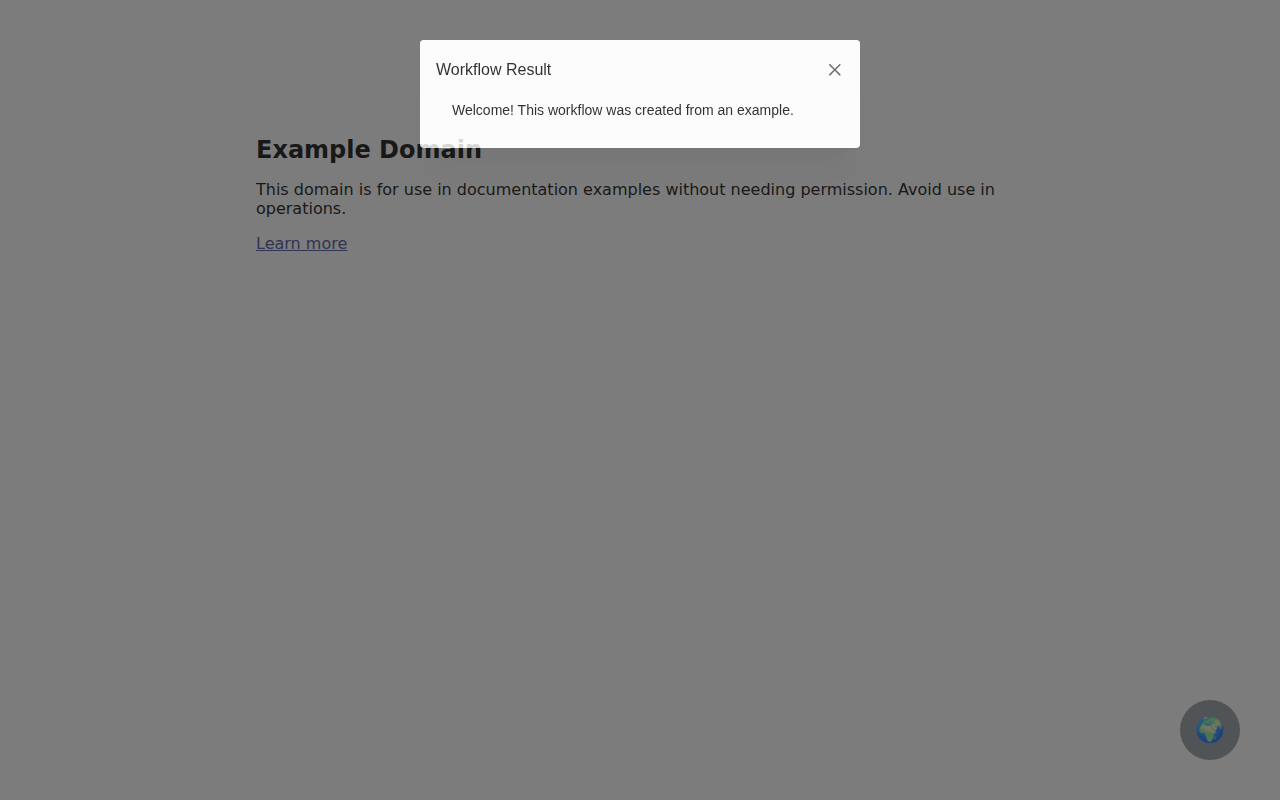 Workflow Result
Welcome! This workflow was created from an example.
Example Domain
This domain is for use in documentation examples without needing permission. Avoid use in
operations.
Learn more